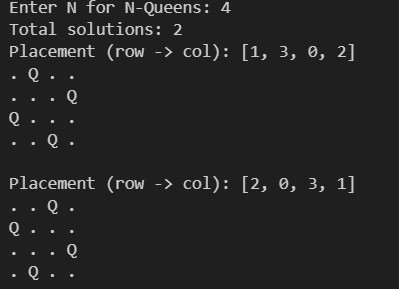 Enter N for N-Queens: 4
Total solutions: 2
Placement (row -> col): [1, 3, 0, 2]
. Q . .
. . . Q
Q . . .
. . Q .

Placement (row -> col): [2, 0, 3, 1]
. . Q .
Q . . .
. . . Q
. Q . .